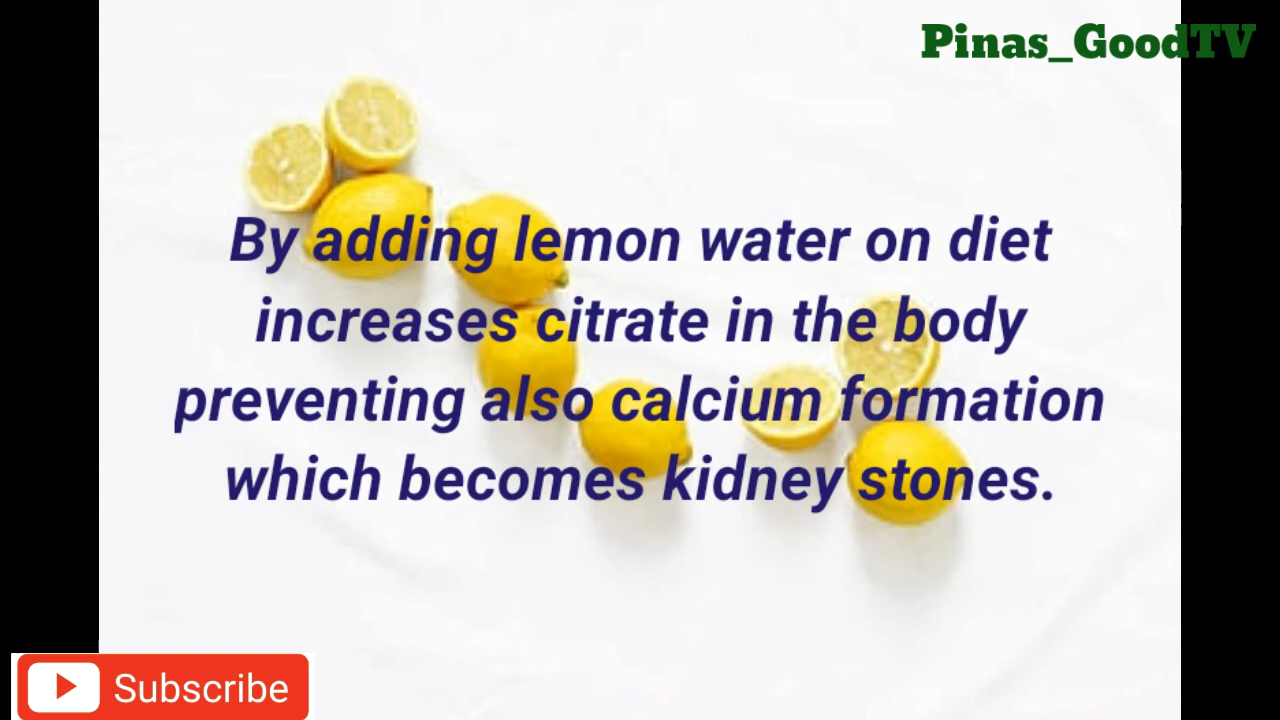 Pinas_GoodTV
By adding lemon water on diet
increases citrate in the body
preventing also calcium formation
which becomes kidney stones.
Subscribe